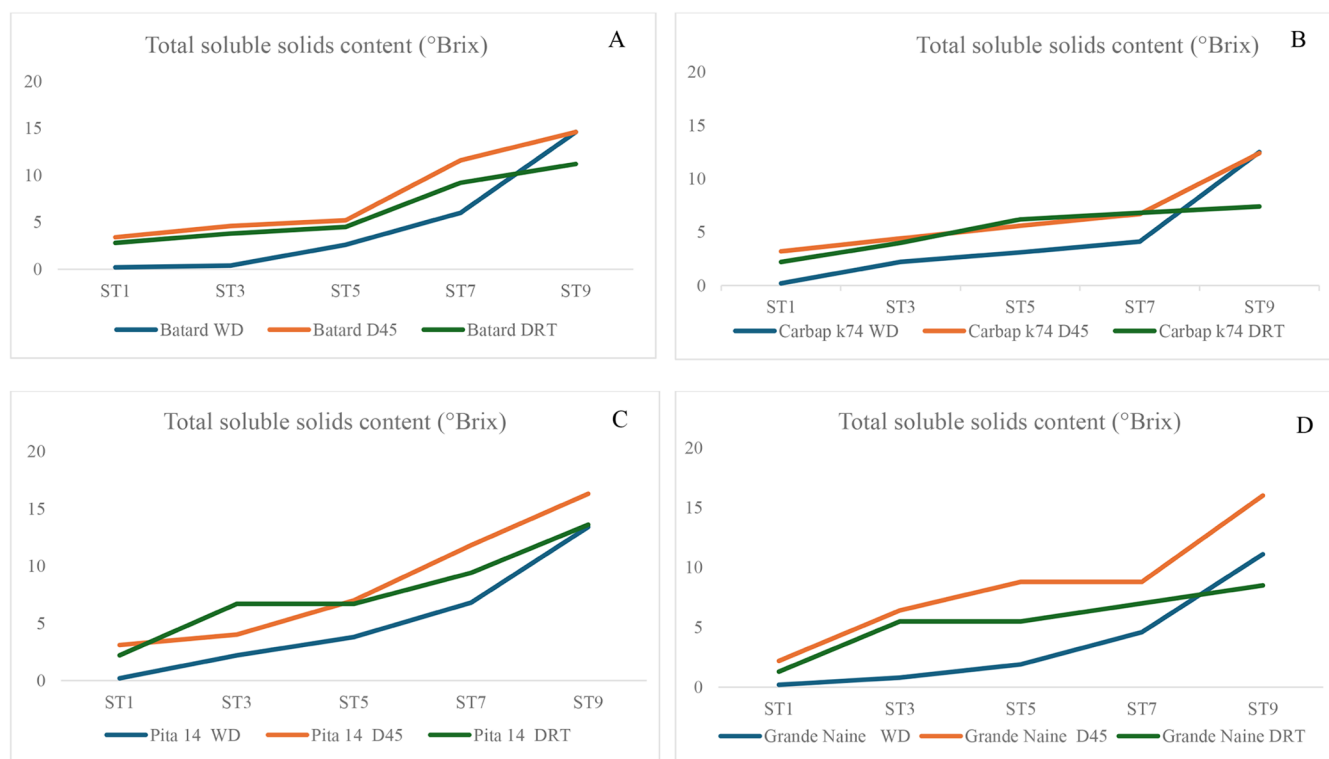 Total soluble solids content (°Brix)
A
20
15
10
5
0
ST1 ST3 ST5 ST7 ST9
Batard WD Batard D45 Batard DRT
Total soluble solids content (°Brix)
B
20
15
10
5
0
ST1 ST3 ST5 ST7 ST9
Carbap k74 WD Carbap k74 D45 Carbap k74 DRT
Total soluble solids content (°Brix)
C
20
15
10
5
0
ST1 ST3 ST5 ST7 ST9
Pita 14 WD Pita 14 D45 Pita 14 DRT
Total soluble solids content (°Brix)
D
20
15
10
5
0
ST1 ST3 ST5 ST7 ST9
Grande Naine WD Grande Naine D45 Grande Naine DRT